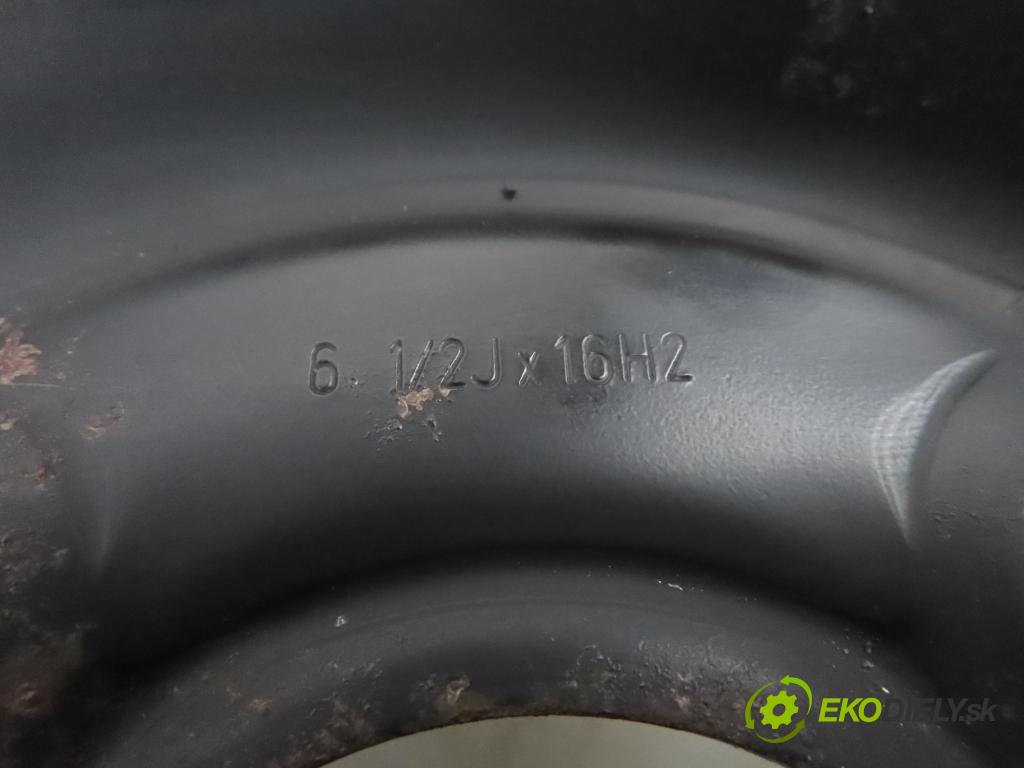 6 1/2J x 16H2
EKODIELY.sk